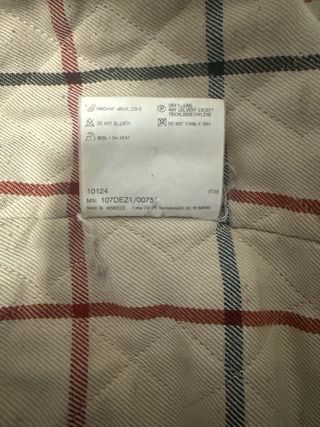 MACHINE WASH, COLD
DO NOT BLEACH
IRON, LOW HEAT
DRY CLEAN,
ANY SOLVENT EXCEPT
TRICHLOROETHYLENE
DO NOT TUMBLE DRY
10124
MS: 107DEZ1/0075
MADE IN MOROCCO